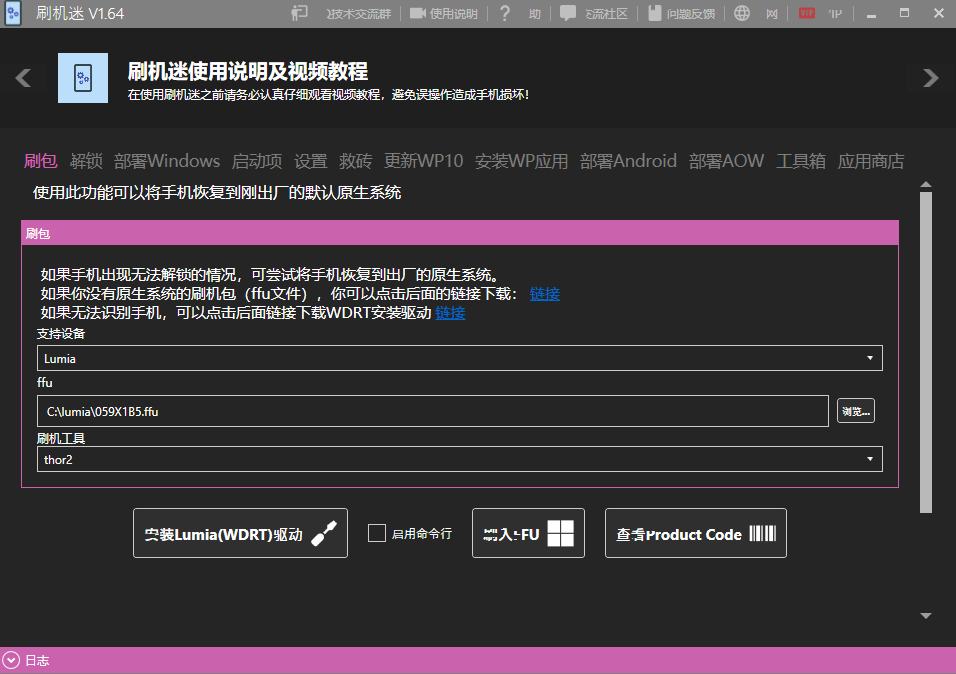 刷机迷 V1.64
技术交流群
使用说明
?
助
流社区
问题反馈
网
VIP
刷机迷使用说明及视频教程
在使用刷机迷之前请务必认真仔细观看视频教程，避免误操作造成手机损坏！
刷包 解锁 部署Windows 启动项 设置 救砖 更新WP10 安装WP应用 部署Android 部署AOW 工具箱 应用商店
使用此功能可以将手机恢复到刚出厂的默认原生系统
刷包
如果手机出现无法解锁的情况，可尝试将手机恢复到出厂的原生系统。
如果你没有原生系统的刷机包（ffu文件），你可以点击后面的链接下载： 链接
如果无法识别手机，可以点击后面链接下载WDRT安装驱动 链接
支持设备
Lumia
ffu
C:\lumia\059X1B5.ffu
浏览...
刷机工具
thor2
安装Lumia(WDRT)驱动
启用命令行
入FU
查看Product Code
日志